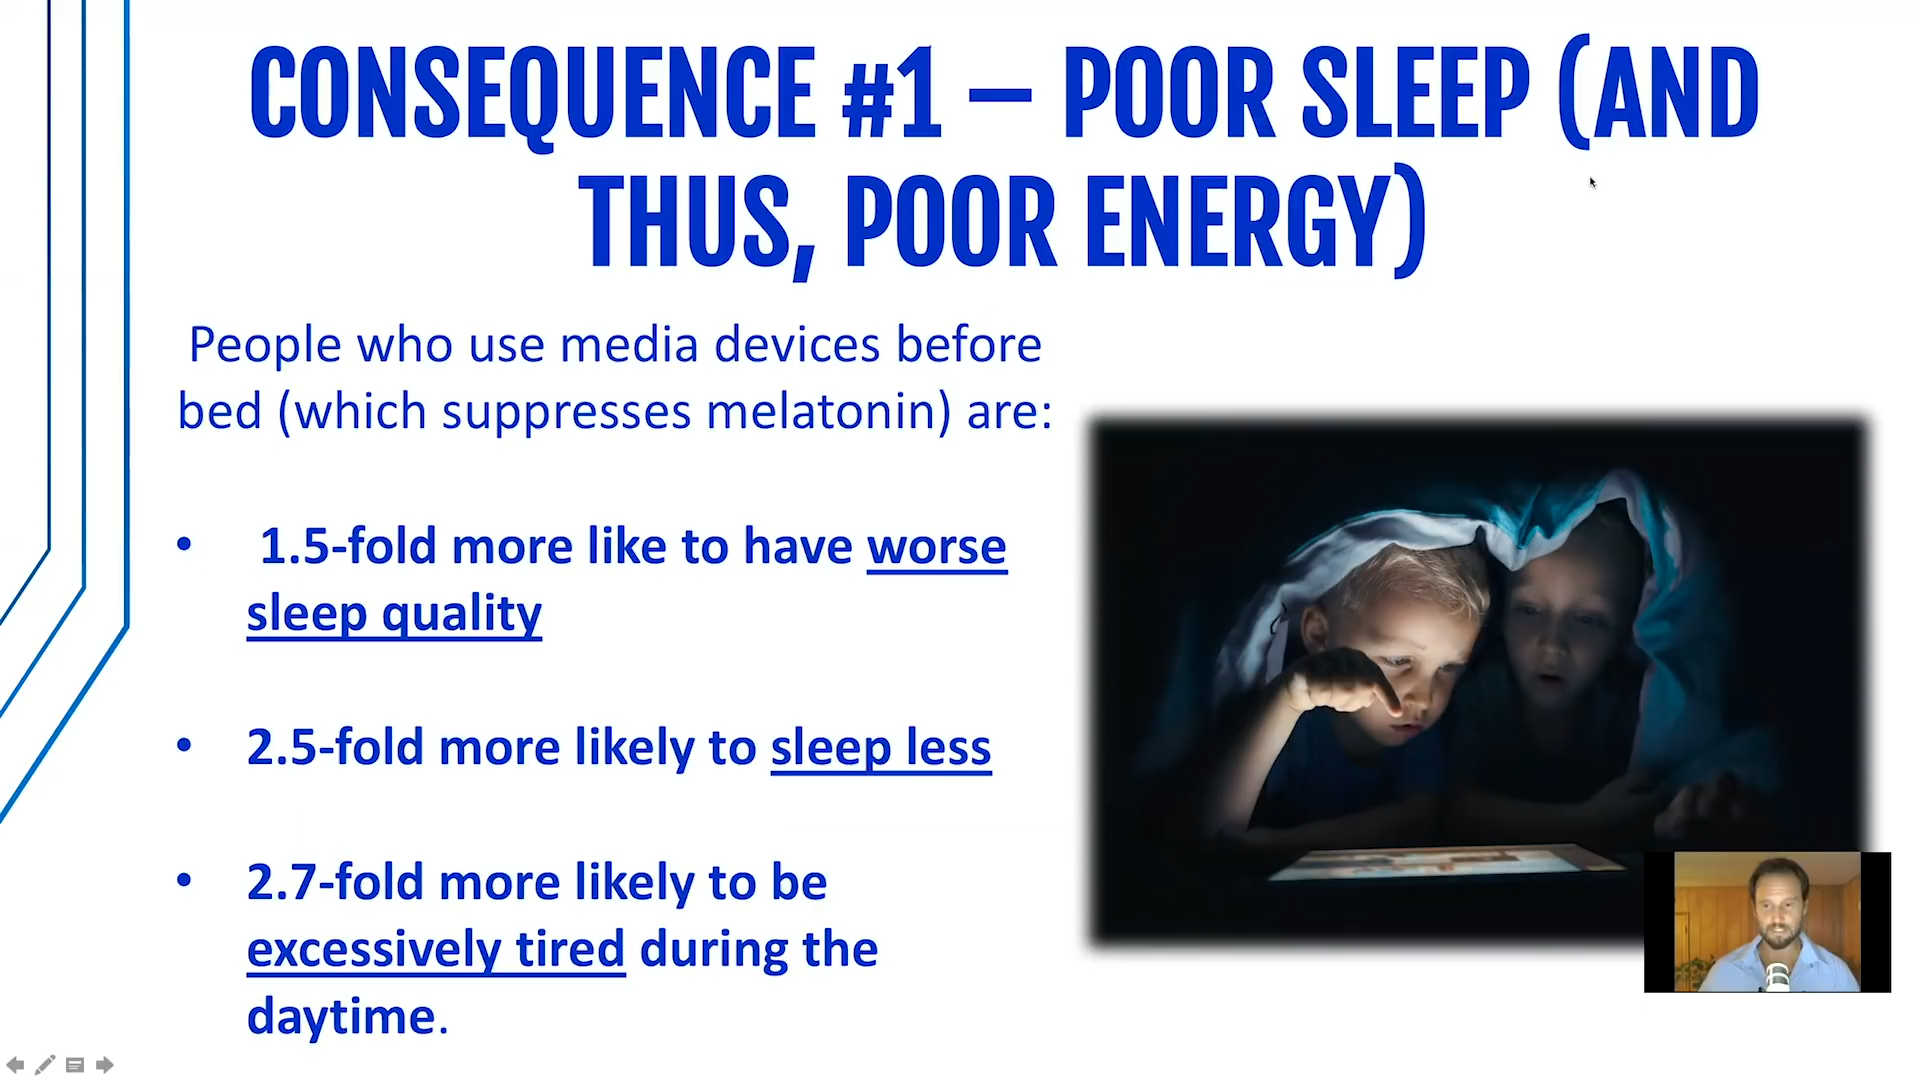 CONSEQUENCE #1 – POOR SLEEP (AND
THUS, POOR ENERGY)
People who use media devices before
bed (which suppresses melatonin) are:
• 1.5-fold more like to have worse
sleep quality
• 2.5-fold more likely to sleep less
• 2.7-fold more likely to be
excessively tired during the
daytime.